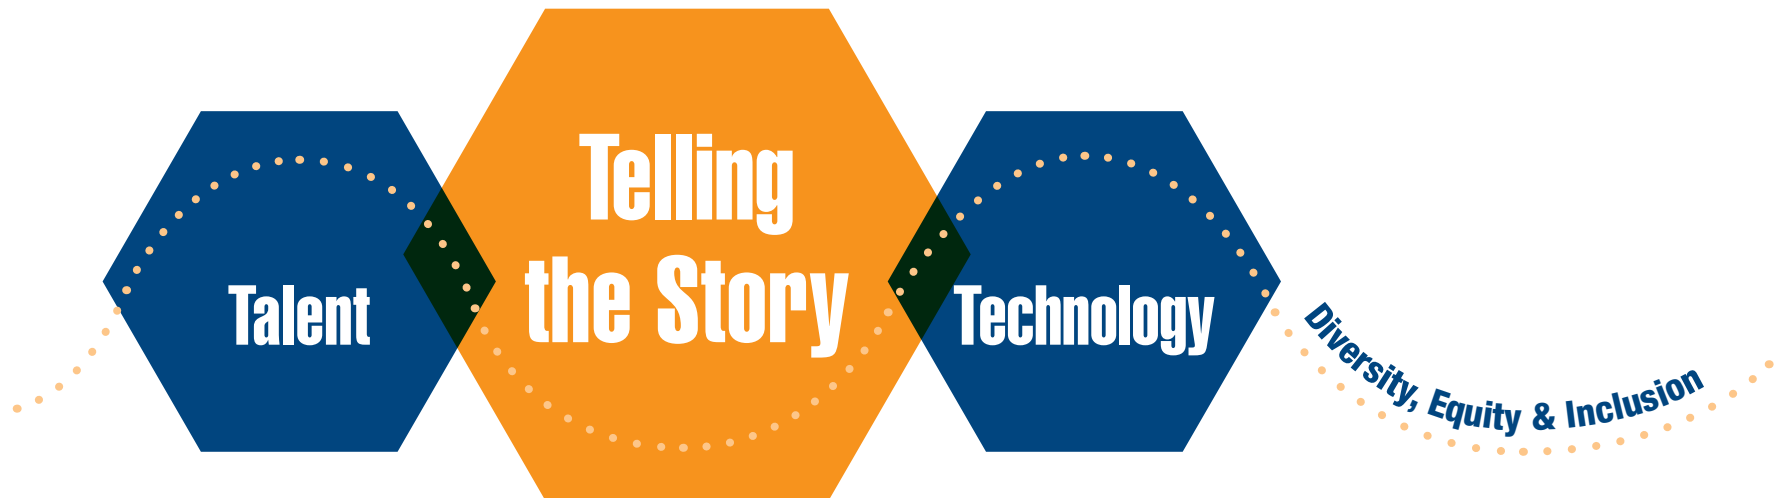 Talent
Telling
the Story
Technology
Diversity, Equity & Inclusion